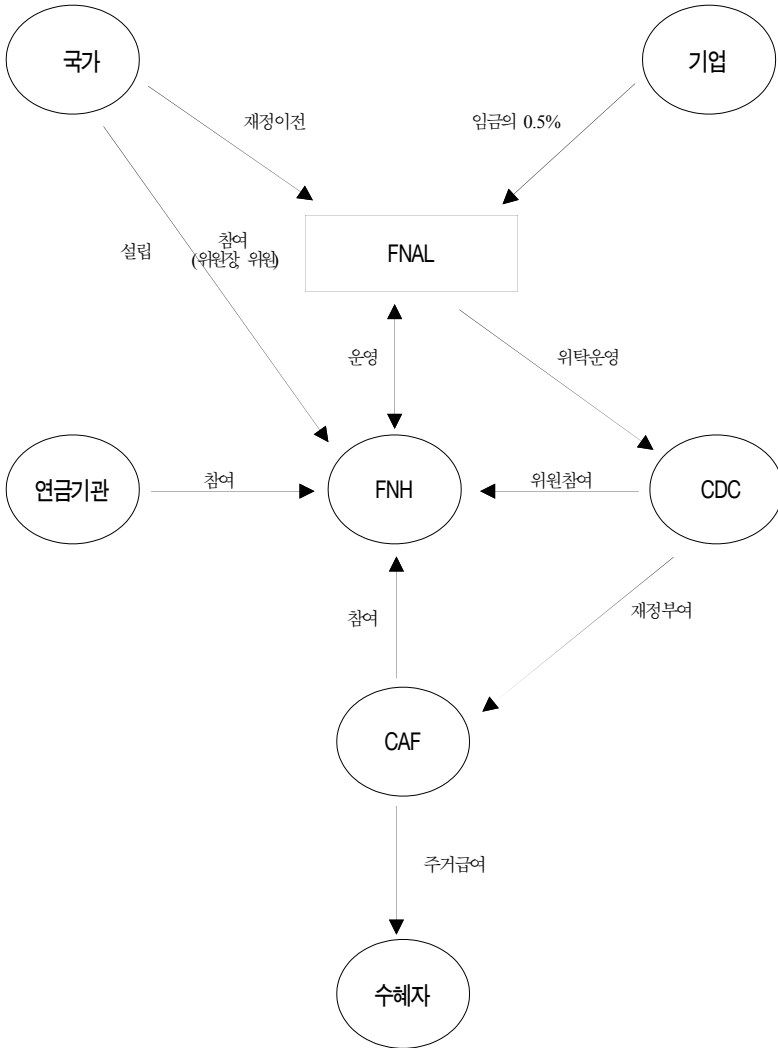 국가
기업
재정이전
임금의 0.5%
설립
참여
(위원장, 위원)
FNAL
운영
위탁운영
연금기관
참여
FNH
위원참여
CDC
참여
재정부여
CAF
주거급여
수혜자